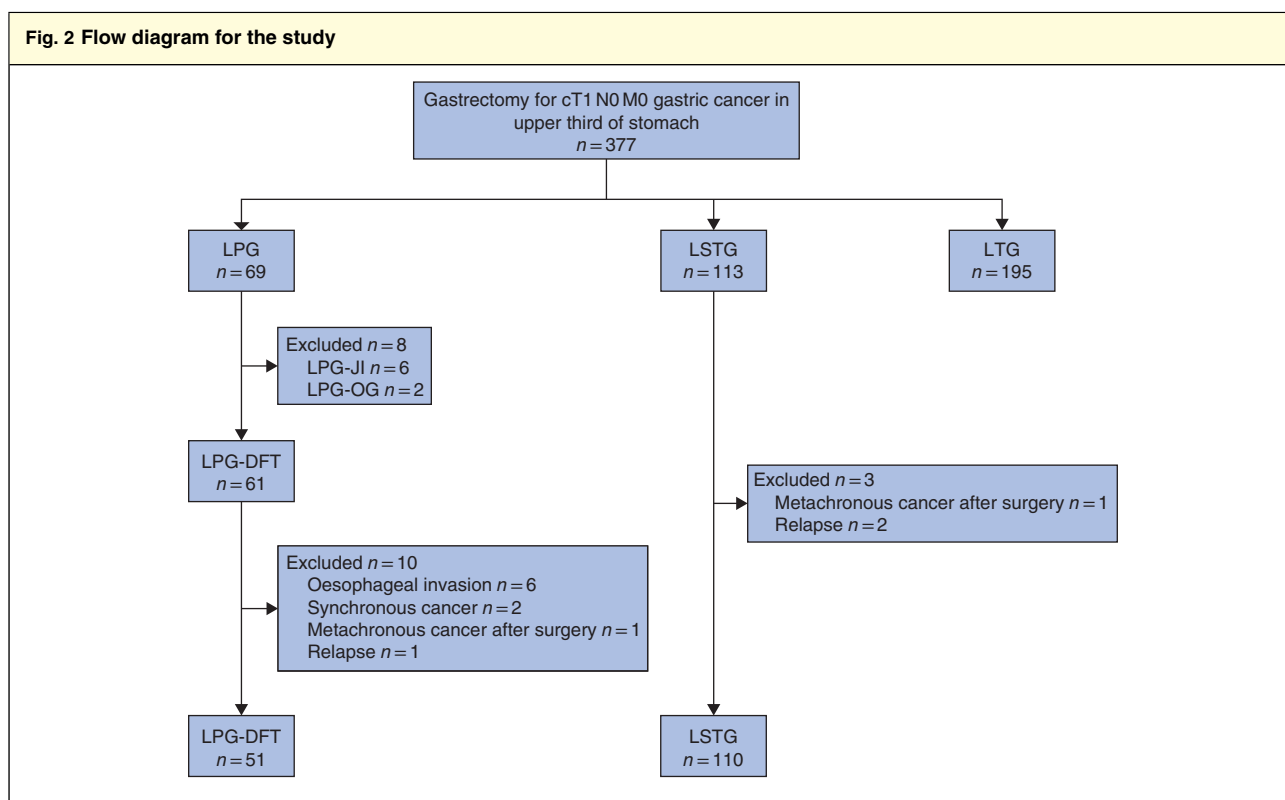 Fig. 2 Flow diagram for the study
Gastrectomy for cT1 N0 M0 gastric cancer in
upper third of stomach
n = 377
LPG
n = 69
LSTG
n = 113
LTG
n = 195
Excluded n = 8
LPG-JI n = 6
LPG-OG n = 2
LPG-DFT
n = 61
Excluded n = 3
Metachronous cancer after surgery n = 1
Relapse n = 2
Excluded n = 10
Oesophageal invasion n = 6
Synchronous cancer n = 2
Metachronous cancer after surgery n = 1
Relapse n = 1
LPG-DFT
n = 51
LSTG
n = 110